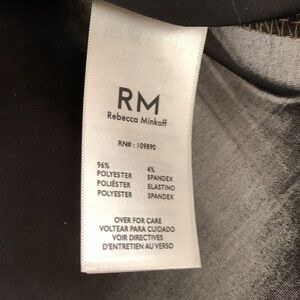 RM
Rebecca Minkoff
RN#: 109890
96% 4%
POLYESTER SPANDEX
POLIÉSTER ELASTINO
POLYESTER SPANDEX
OVER FOR CARE
VOLTEAR PARA CUIDADO
VOIR DIRECTIVES
D'ENTRETIEN AU VERSO